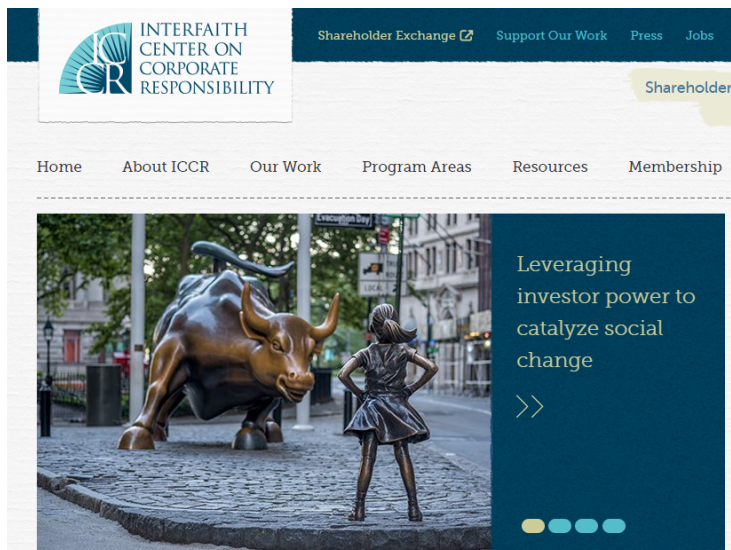 INTERFAITH
CENTER ON
CORPORATE
RESPONSIBILITY
ICCR
Shareholder Exchange
Support Our Work
Press
Jobs
Shareholder
Home
About ICCR
Our Work
Program Areas
Resources
Membership
Evacuation Day
LOCAL
Leveraging
investor power to
catalyze social
change